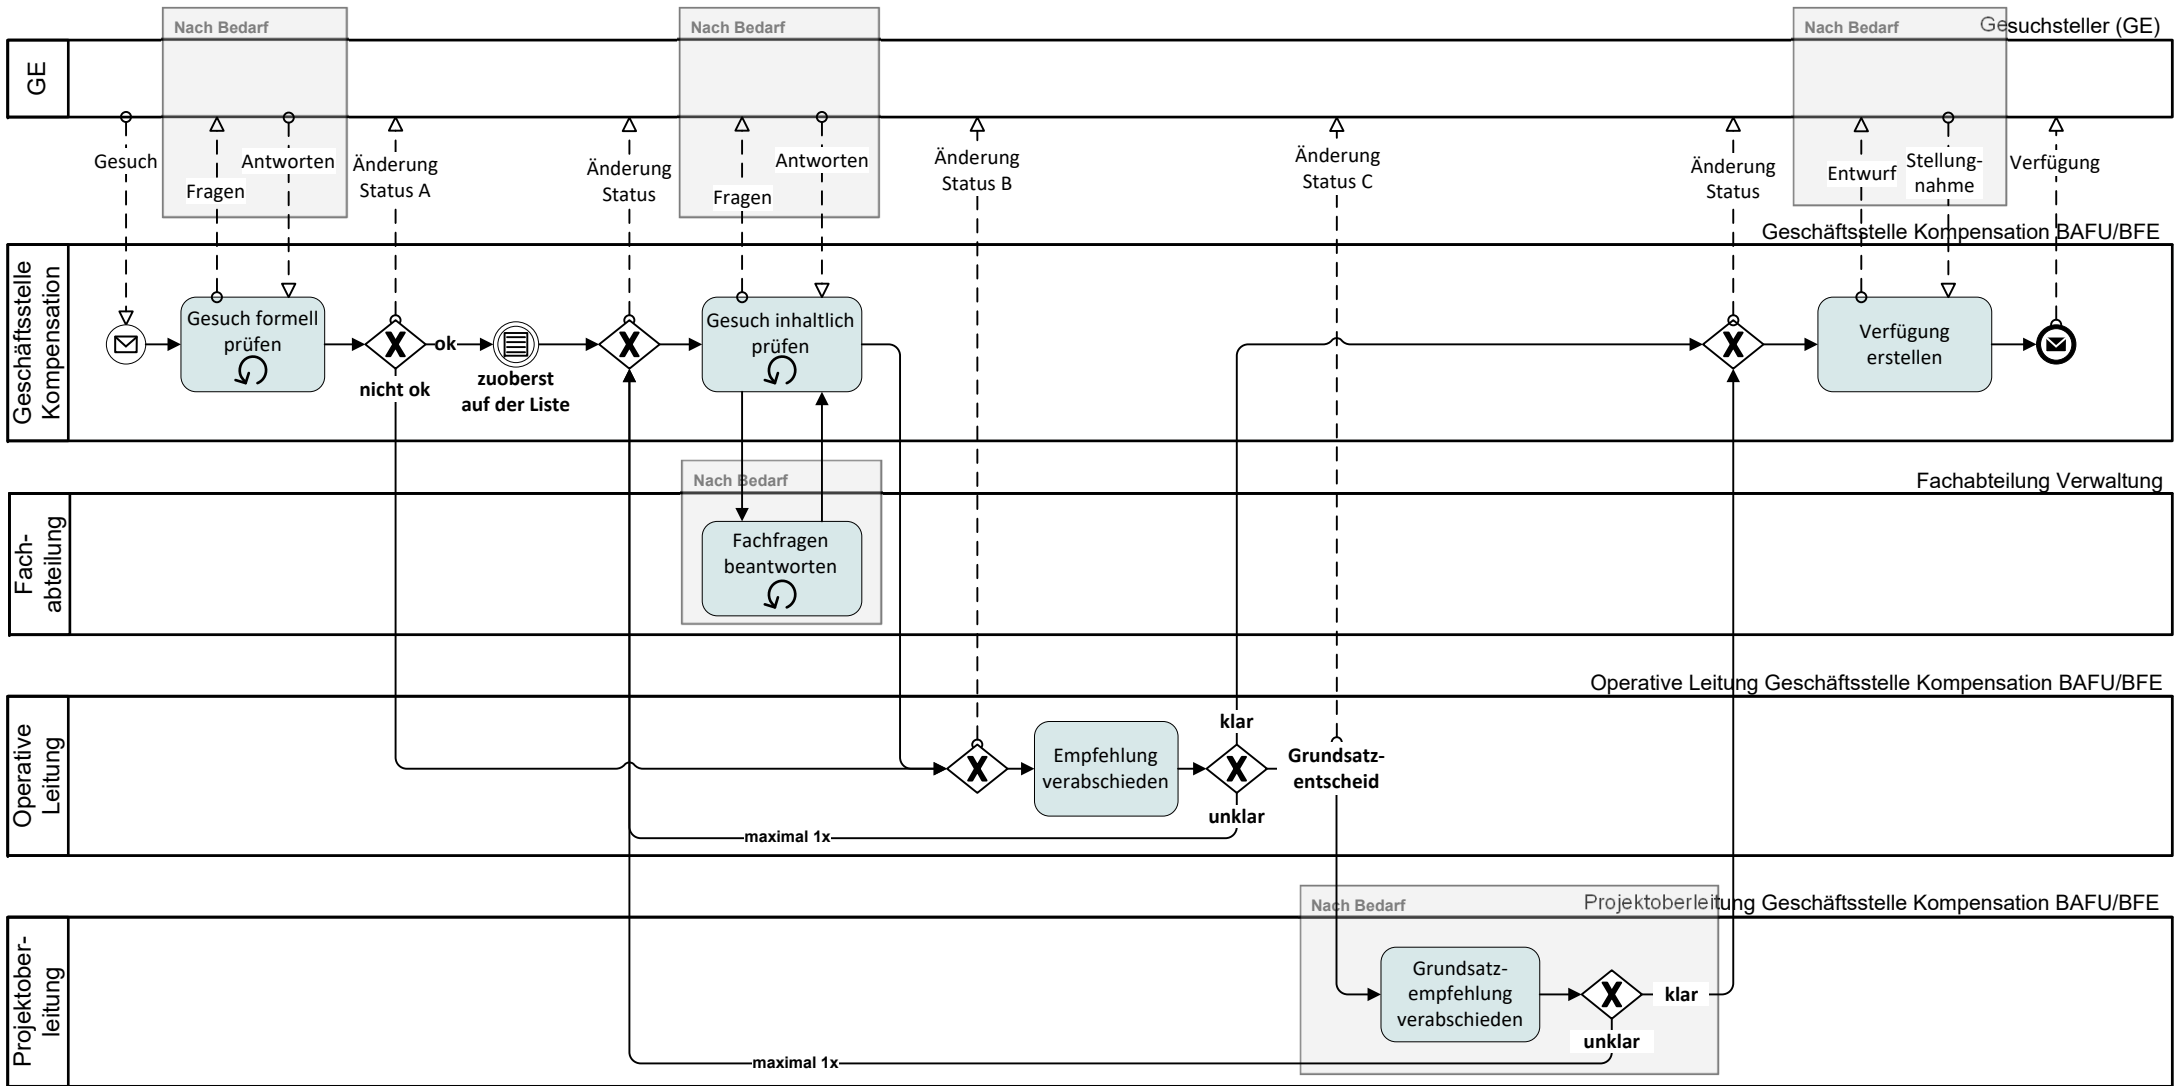 Nach Bedarf
Nach Bedarf
Nach Bedarf
Gesuchsteller (GE)
GE
Gesuch
Fragen
Antworten
Änderung
Status A
Änderung
Status
Fragen
Antworten
Änderung
Status B
Änderung
Status C
Änderung
Status
Entwurf
Stellung-
nahme
Verfügung
Geschäftsstelle Kompensation BAFU/BFE
Geschäftsstelle
Kompensation
Gesuch formell
prüfen
X
ok
nicht ok
zuoberst
auf der Liste
X
Gesuch inhaltlich
prüfen
X
Verfügung
erstellen
Fachabteilung Verwaltung
Fach-
abteilung
Nach Bedarf
Fachfragen
beantworten
Operative Leitung Geschäftsstelle Kompensation BAFU/BFE
Operative
Leitung
X
Empfehlung
verabschieden
klar
X
Grundsatz-
entscheid
unklar
maximal 1x
Projektoberleitung Geschäftsstelle Kompensation BAFU/BFE
Projektober-
leitung
Nach Bedarf
Grundsatz-
empfehlung
verabschieden
X
klar
unklar
maximal 1x